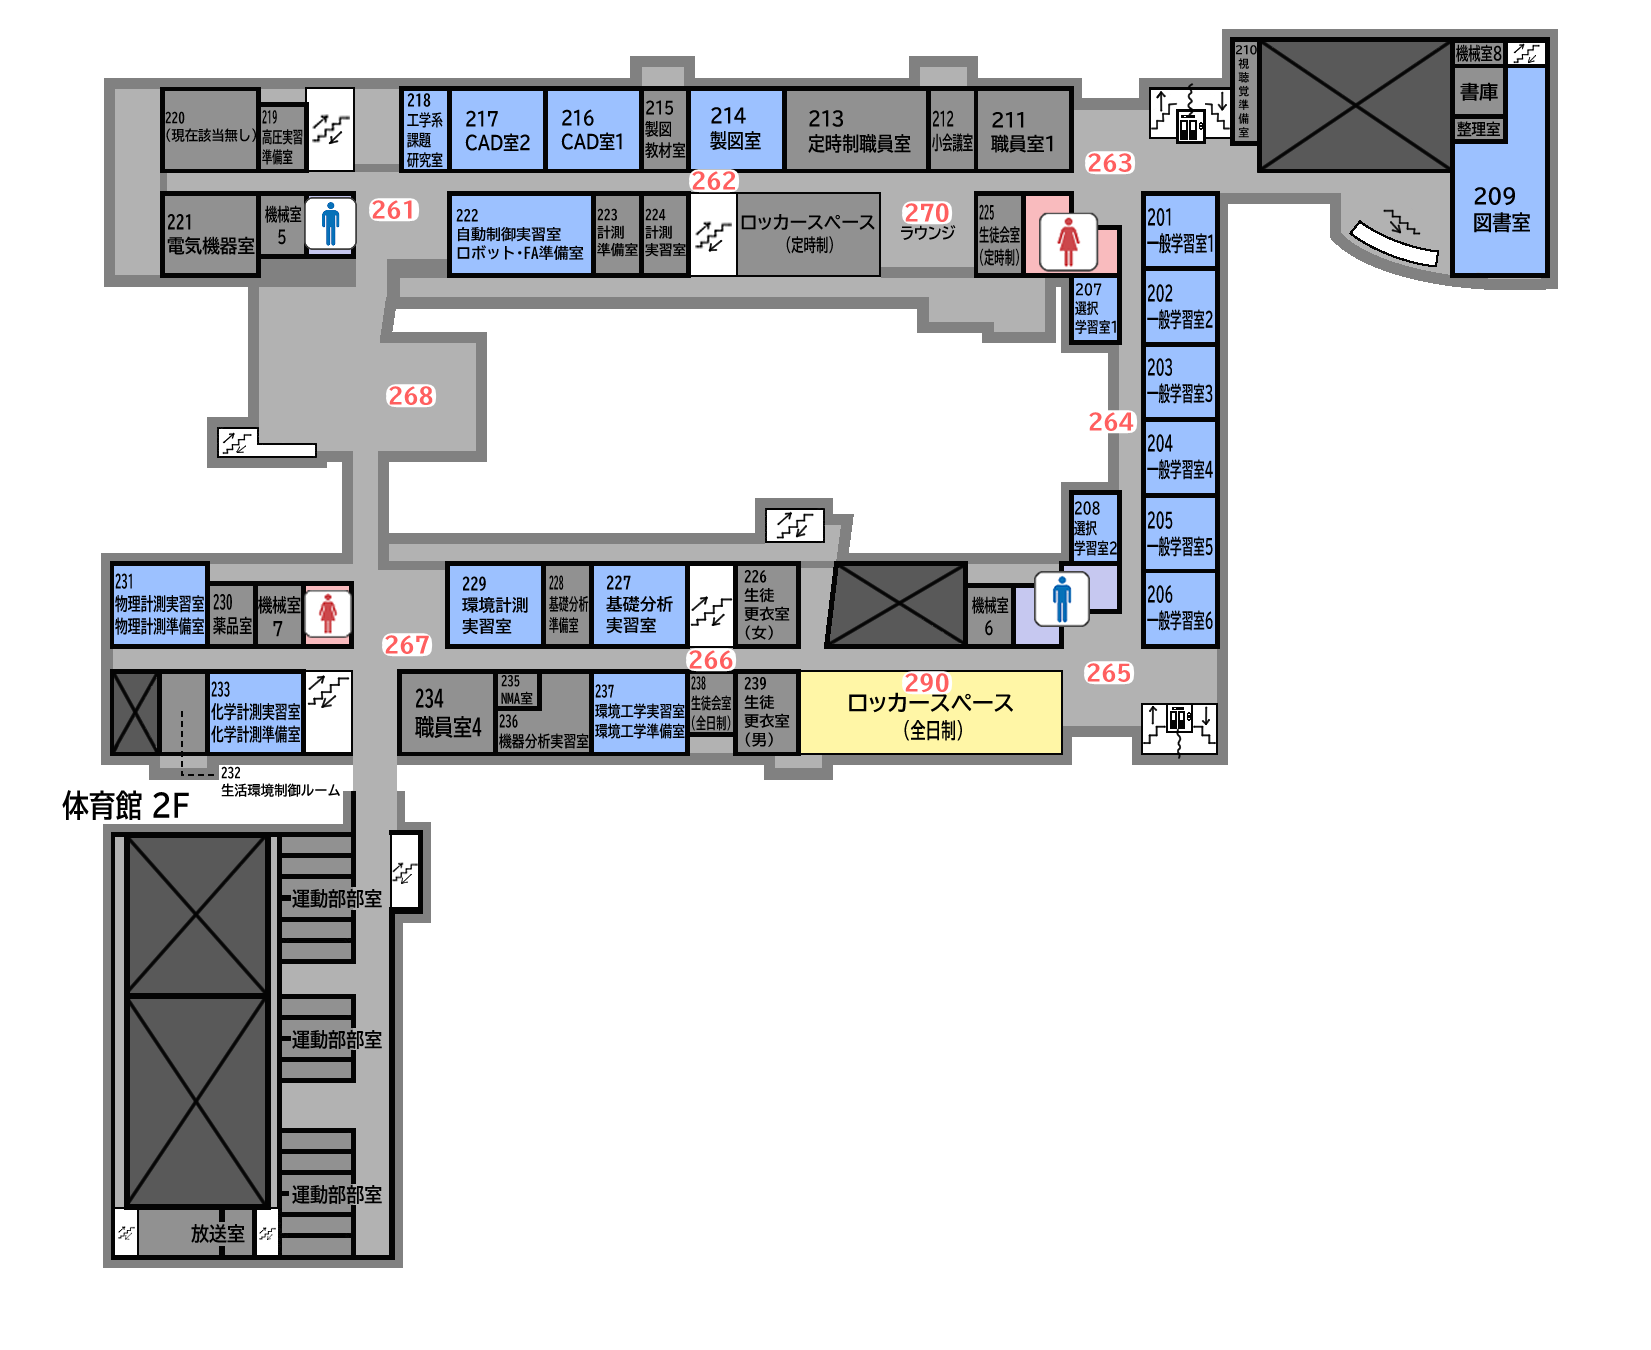 220
(現在該当無し)
219
高圧実習
準備室
218
工学系
課題
研究室
217
CAD室2
216
CAD室1
215
製図
教材室
214
製図室
213
定時制職員室
212
小会議室
211
職員室1
210
視聴覚準備室
機械室8
書庫
整理室
209
図書室
263
262
261
221
電気機器室
機械室
5
222
自動制御実習室
ロボット・FA準備室
223
計測
準備室
224
計測
実習室
ロッカースペース
(定時制)
270
ラウンジ
225
生徒会室
(定時制)
201
一般学習室1
207
選択
学習室1
202
一般学習室2
203
一般学習室3
268
264
204
一般学習室4
208
選択
学習室2
205
一般学習室5
206
一般学習室6
231
物理計測実習室
物理計測準備室
230
薬品室
機械室
7
229
環境計測
実習室
228
基礎分析
準備室
227
基礎分析
実習室
226
生徒
更衣室
(女)
機械室
6
267
266
265
233
化学計測実習室
化学計測準備室
234
職員室4
235
NMA室
236
機器分析実習室
237
環境工学実習室
環境工学準備室
238
生徒会室
(全日制)
239
生徒
更衣室
(男)
290
ロッカースペース
(全日制)
232
生活環境制御ルーム
体育館 2F
運動部部室
運動部部室
運動部部室
放送室